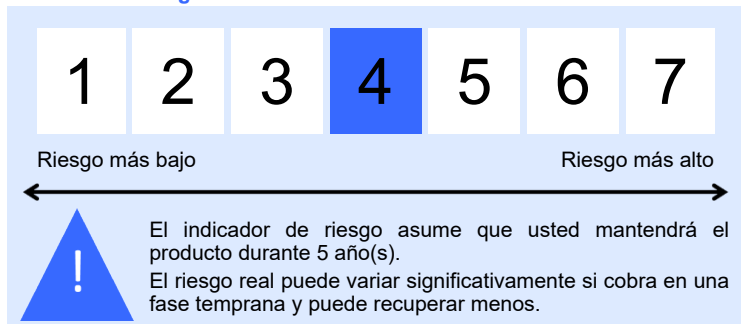 1 2 3 4 5 6 7
Riesgo más bajo Riesgo más alto
! El indicador de riesgo asume que usted mantendrá el
producto durante 5 año(s).
El riesgo real puede variar significativamente si cobra en una
fase temprana y puede recuperar menos.